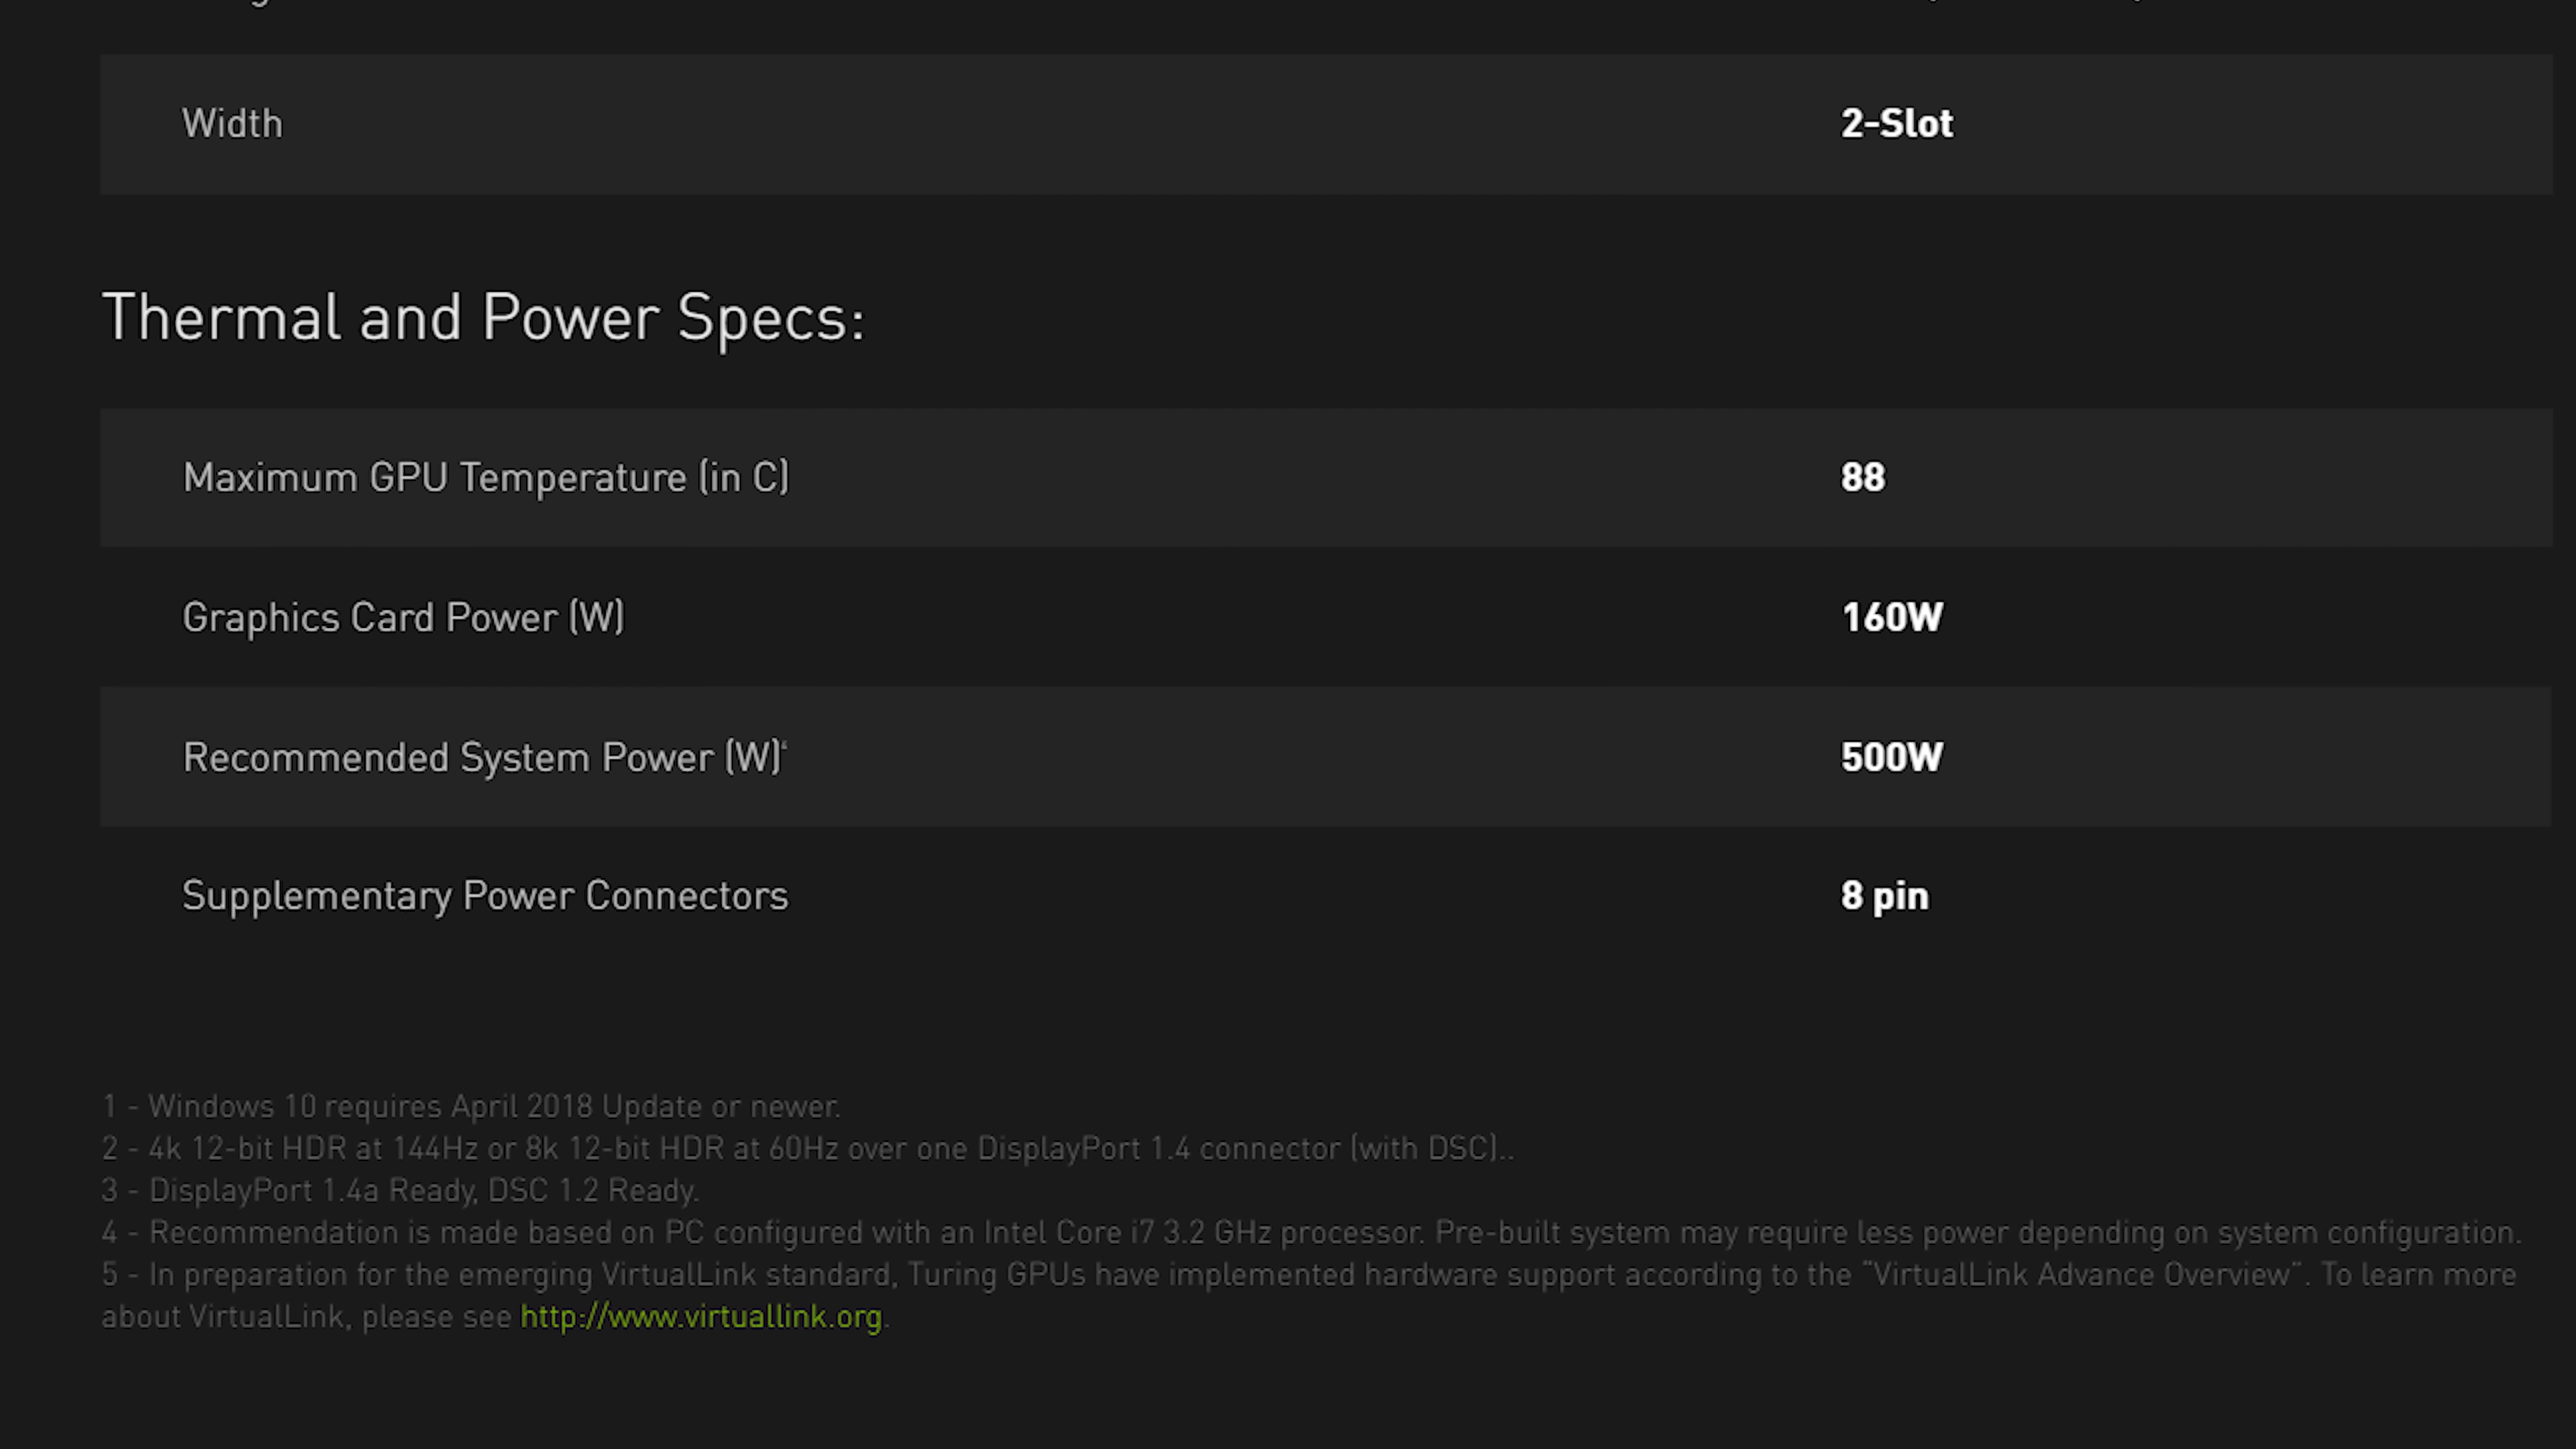 Width 2-Slot
Thermal and Power Specs:
Maximum GPU Temperature (in C) 88
Graphics Card Power (W) 160W
Recommended System Power (W)⁴ 500W
Supplementary Power Connectors 8 pin
1 - Windows 10 requires April 2018 Update or newer.
2 - 4k 12-bit HDR at 144Hz or 8k 12-bit HDR at 60Hz over one DisplayPort 1.4 connector (with DSC)..
3 - DisplayPort 1.4a Ready, DSC 1.2 Ready.
4 - Recommendation is made based on PC configured with an Intel Core i7 3.2 GHz processor. Pre-built system may require less power depending on system configuration.
5 - In preparation for the emerging VirtualLink standard, Turing GPUs have implemented hardware support according to the “VirtualLink Advance Overview”. To learn more
about VirtualLink, please see http://www.virtuallink.org.